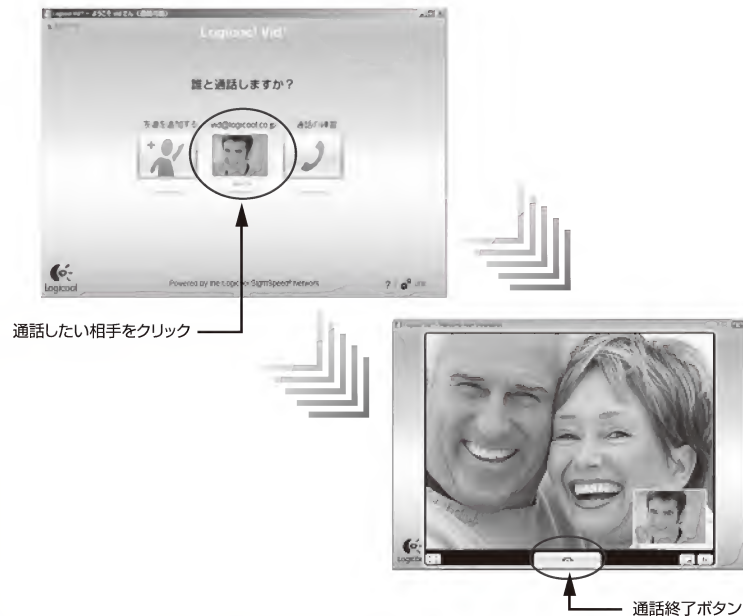 Logicool Vid
誰と通話しますか？
友達を追加する vid@logicool.co.jp 通話の練習
Logicool
Powered by the Logicool SightSpeed® Network
?
通話したい相手をクリック
通話終了ボタン